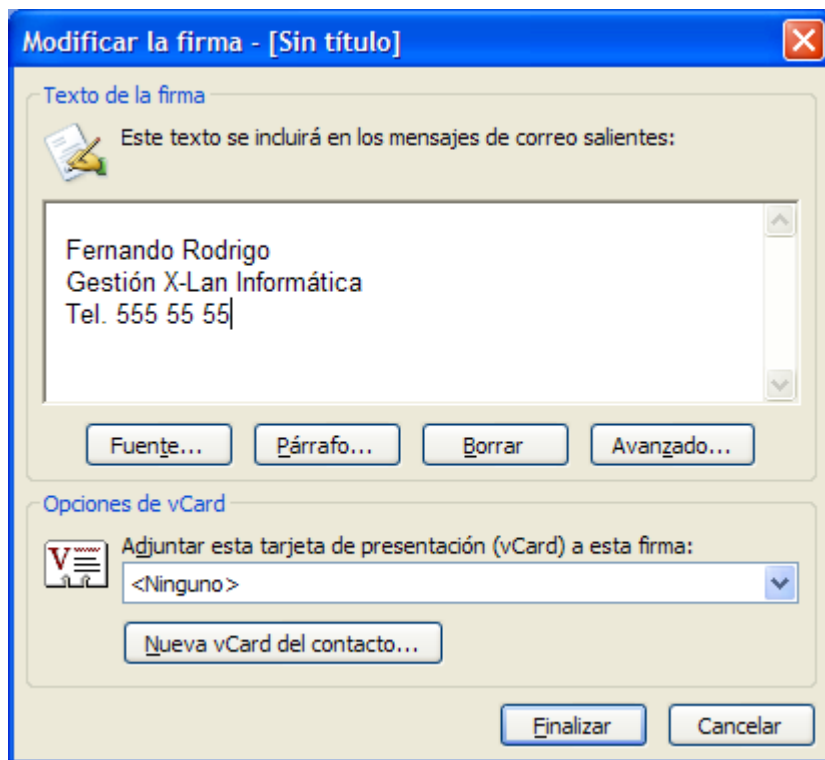 Modificar la firma - [Sin título]
Texto de la firma
Este texto se incluirá en los mensajes de correo salientes:
Fernando Rodrigo
Gestión X-Lan Informática
Tel. 555 55 55
Fuente... Párrafo... Borrar Avanzado...
Opciones de vCard
V
Adjuntar esta tarjeta de presentación (vCard) a esta firma:
<Ninguno>
Nueva vCard del contacto...
Finalizar Cancelar